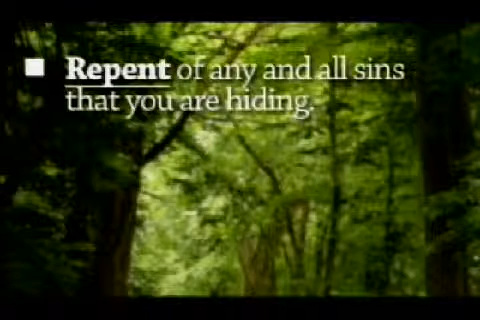 Repent of any and all sins
that you are hiding.